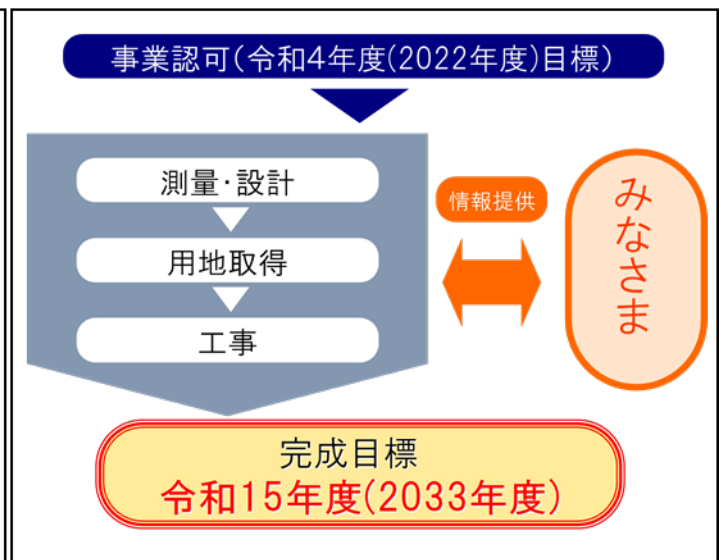 事業認可(令和4年度(2022年度)目標)
測量･設計
用地取得
工事
情報提供
みなさま
完成目標
令和15年度(2033年度)